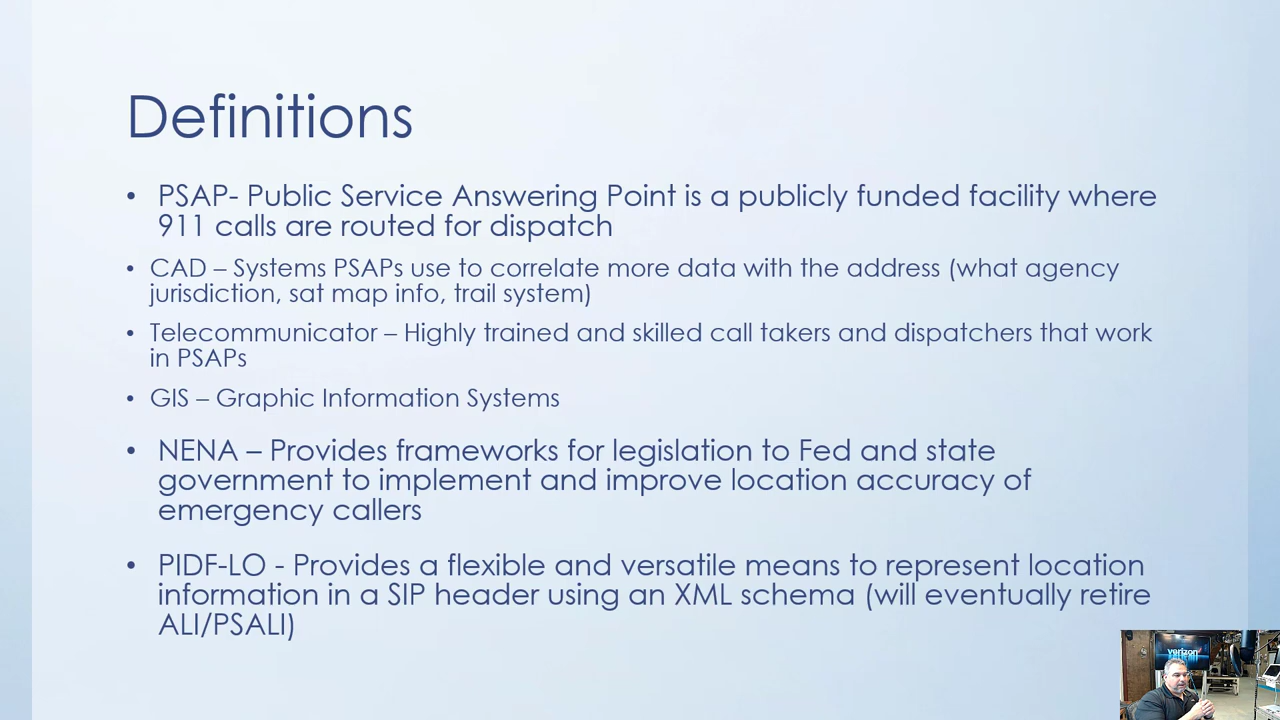 Definitions
• PSAP- Public Service Answering Point is a publicly funded facility where
911 calls are routed for dispatch
• CAD – Systems PSAPs use to correlate more data with the address (what agency
jurisdiction, sat map info, trail system)
• Telecommunicator – Highly trained and skilled call takers and dispatchers that work
in PSAPs
• GIS – Graphic Information Systems
• NENA – Provides frameworks for legislation to Fed and state
government to implement and improve location accuracy of
emergency callers
• PIDF-LO - Provides a flexible and versatile means to represent location
information in a SIP header using an XML schema (will eventually retire
ALI/PSALI)
verizon